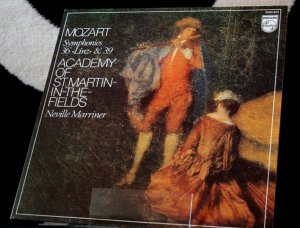 MOZART
Symphonies
36 »Linz« & 39
ACADEMY
OF
ST.MARTIN-
IN-THE-
FIELDS
Neville Marriner
PHILIPS